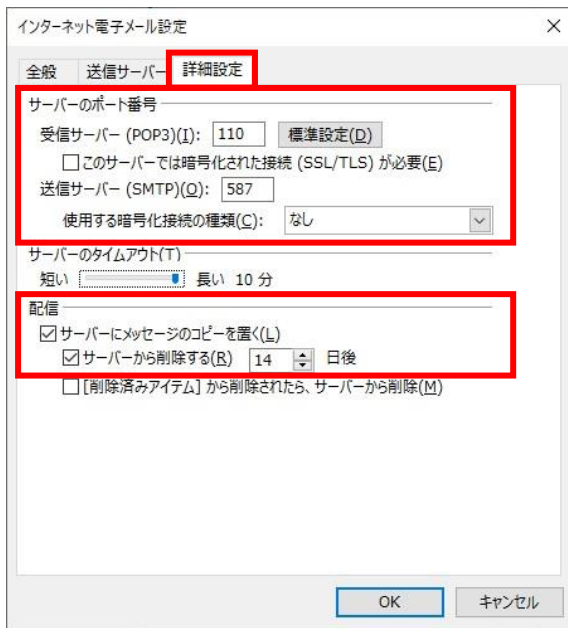 インターネット電子メール設定
全般 送信サーバー 詳細設定
サーバーのポート番号
受信サーバー (POP3)(I): 110 標準設定(D)
このサーバーでは暗号化された接続 (SSL/TLS) が必要(E)
送信サーバー (SMTP)(O): 587
使用する暗号化接続の種類(C): なし
サーバーのタイムアウト(T)
短い 長い 10 分
配信
サーバーにメッセージのコピーを置く(L)
サーバーから削除する(R) 14 日後
[削除済みアイテム] から削除されたら、サーバーから削除(M)
OK キャンセル